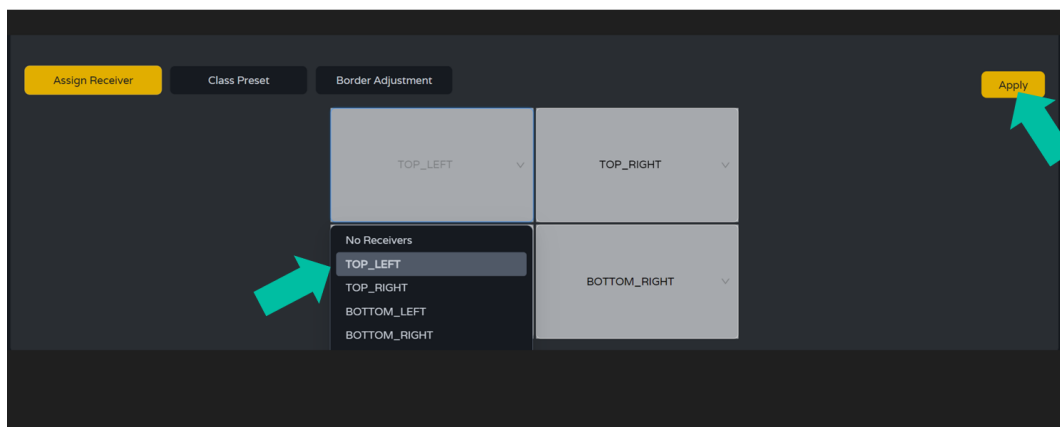 Assign Receiver
Class Preset
Border Adjustment
Apply
TOP_LEFT
TOP_RIGHT
No Receivers
TOP_LEFT
TOP_RIGHT
BOTTOM_LEFT
BOTTOM_RIGHT
BOTTOM_RIGHT